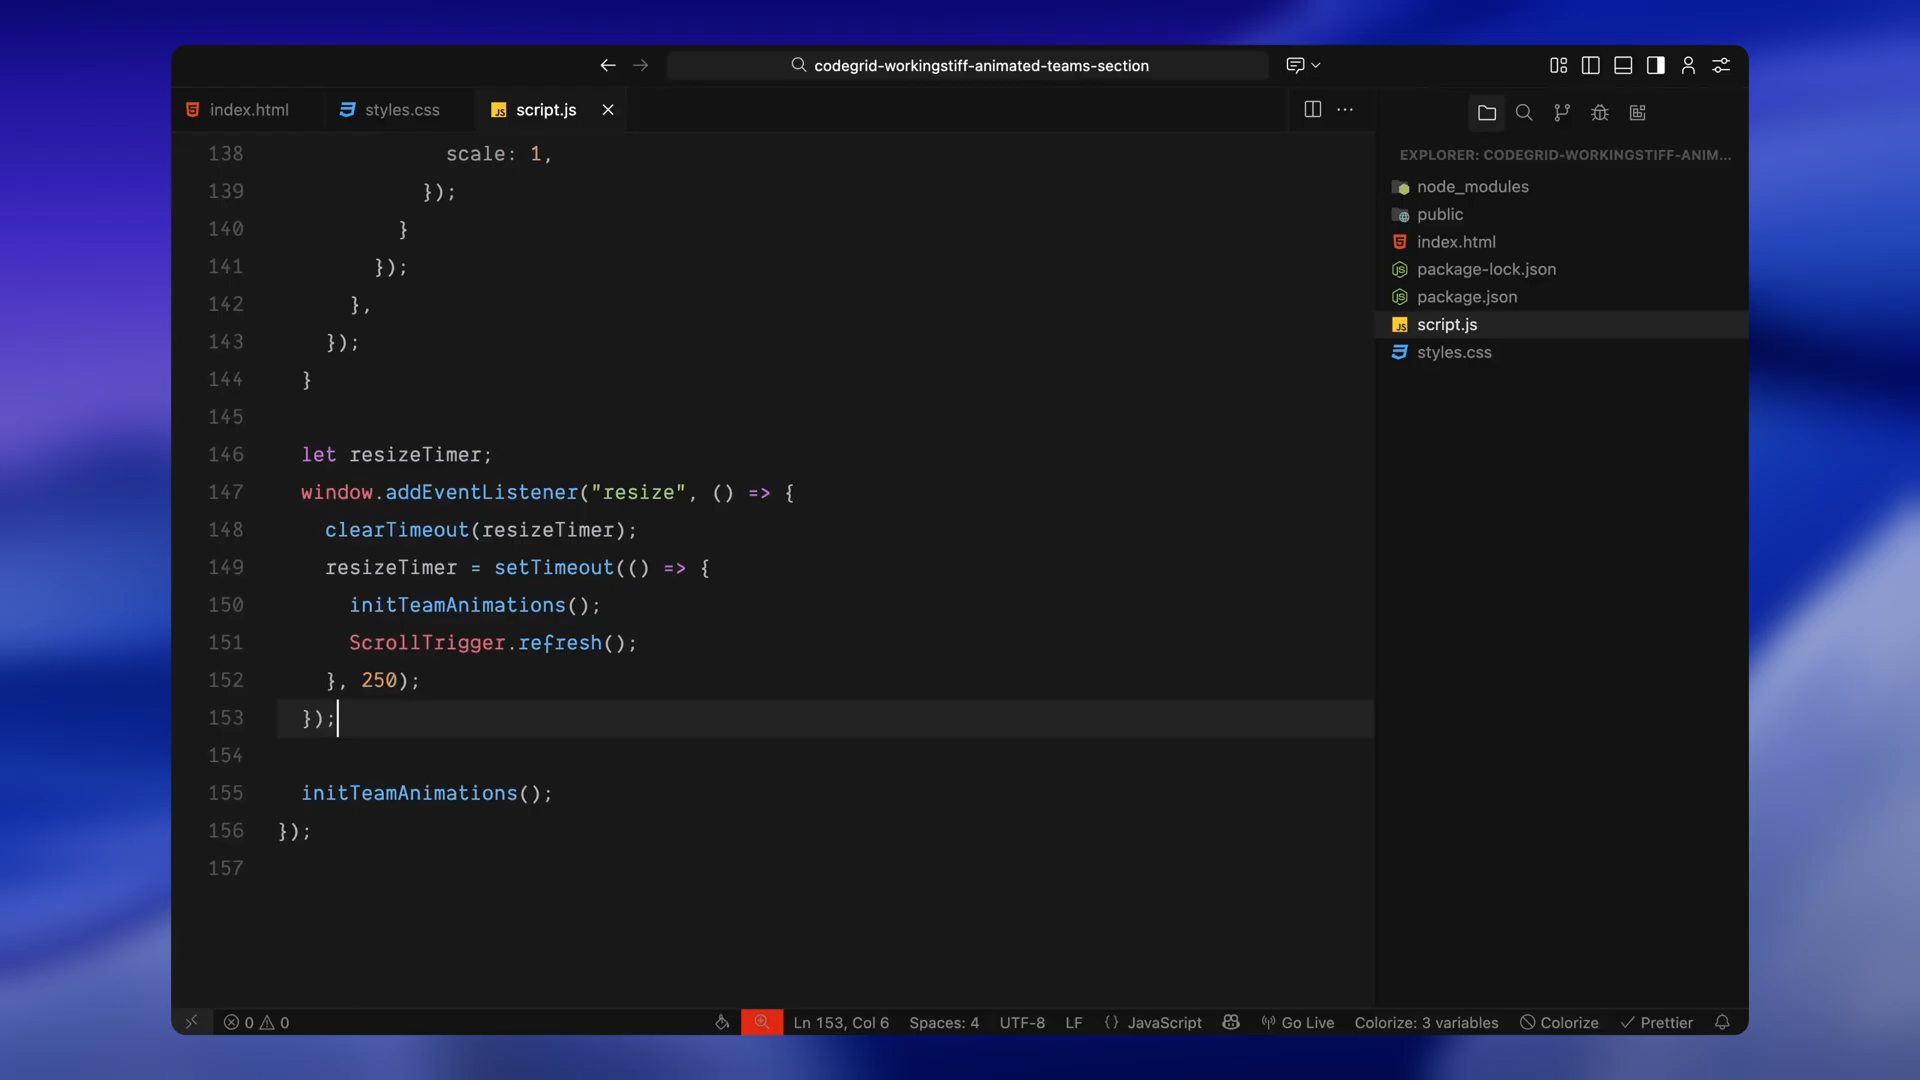 codegrid-workingstiff-animated-teams-section
index.html
styles.css
script.js
138 scale: 1,
139 });
140 }
141 });
142 },
143 });
144 }
145
146 let resizeTimer;
147 window.addEventListener("resize", () => {
148 clearTimeout(resizeTimer);
149 resizeTimer = setTimeout(() => {
150 initTeamAnimations();
151 ScrollTrigger.refresh();
152 }, 250);
153 });
154
155 initTeamAnimations();
156 });
157
EXPLORER: CODEGRID-WORKINGSTIFF-ANIM...
node_modules
public
index.html
package-lock.json
package.json
script.js
styles.css
0 0 Ln 153, Col 6 Spaces: 4 UTF-8 LF {} JavaScript Go Live Colorize: 3 variables Colorize Prettier